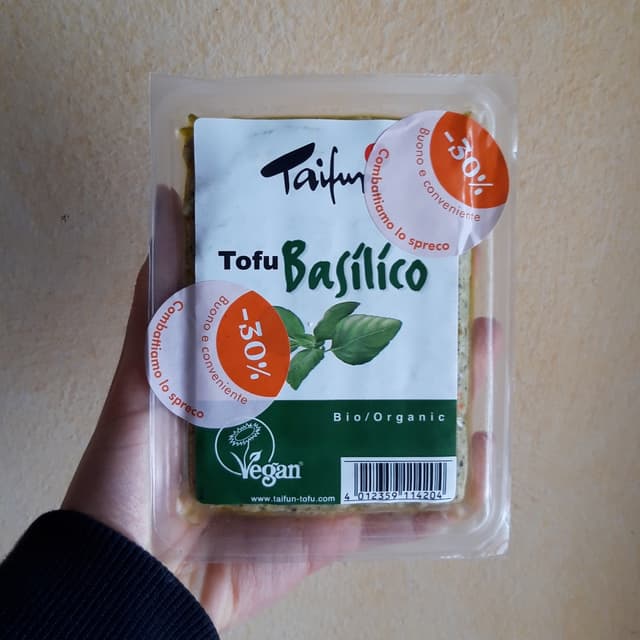 Taifun
-30%
Buono e conveniente
Combattiamo lo spreco
Tofu Basílico
-30%
Buono e conveniente
Combattiamo lo spreco
Bio/Organic
Vegan
www.taifun-tofu.com
4 012359 114204